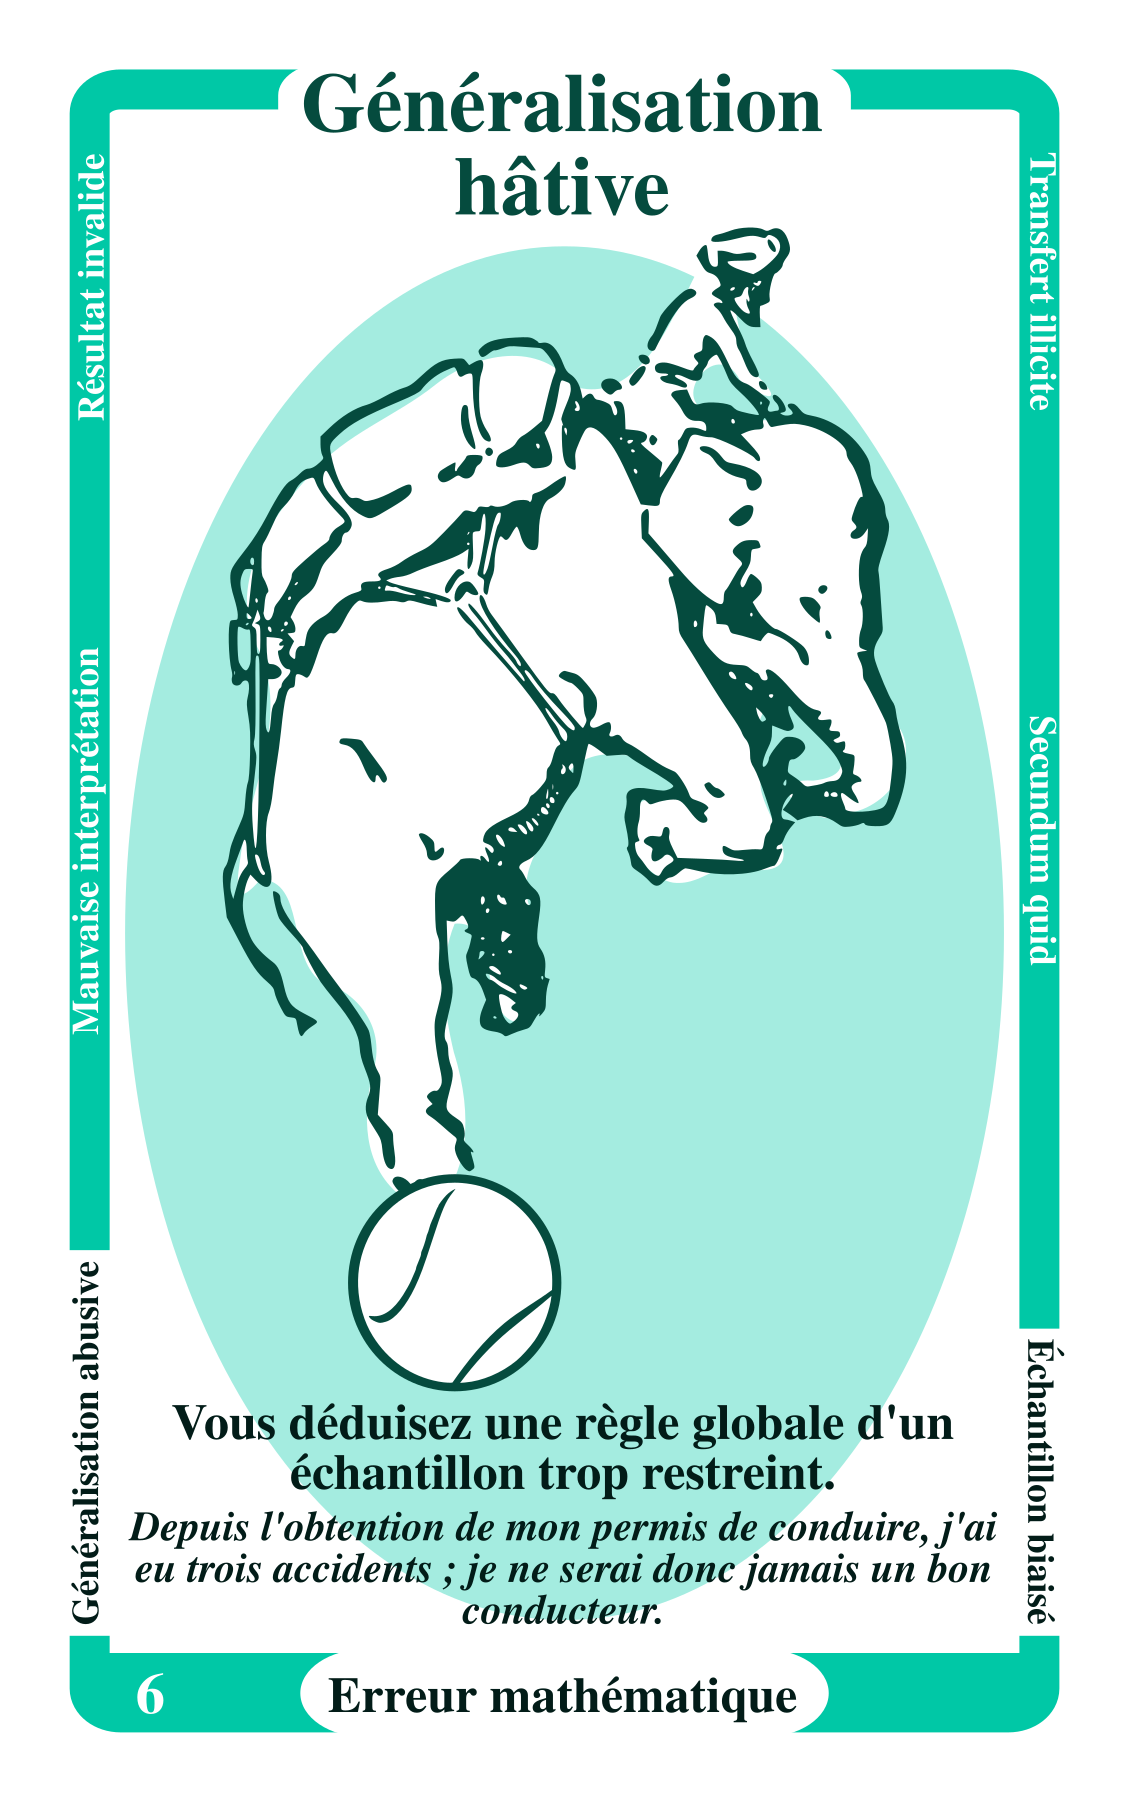 Généralisation
hâtive
Résultat invalide
Mauvaise interprétation
Généralisation abusive
Transfert illicite
Secundum quid
Échantillon biaisé
Vous déduisez une règle globale d'un
échantillon trop restreint.
Depuis l'obtention de mon permis de conduire, j'ai
eu trois accidents ; je ne serai donc jamais un bon
conducteur.
6
Erreur mathématique